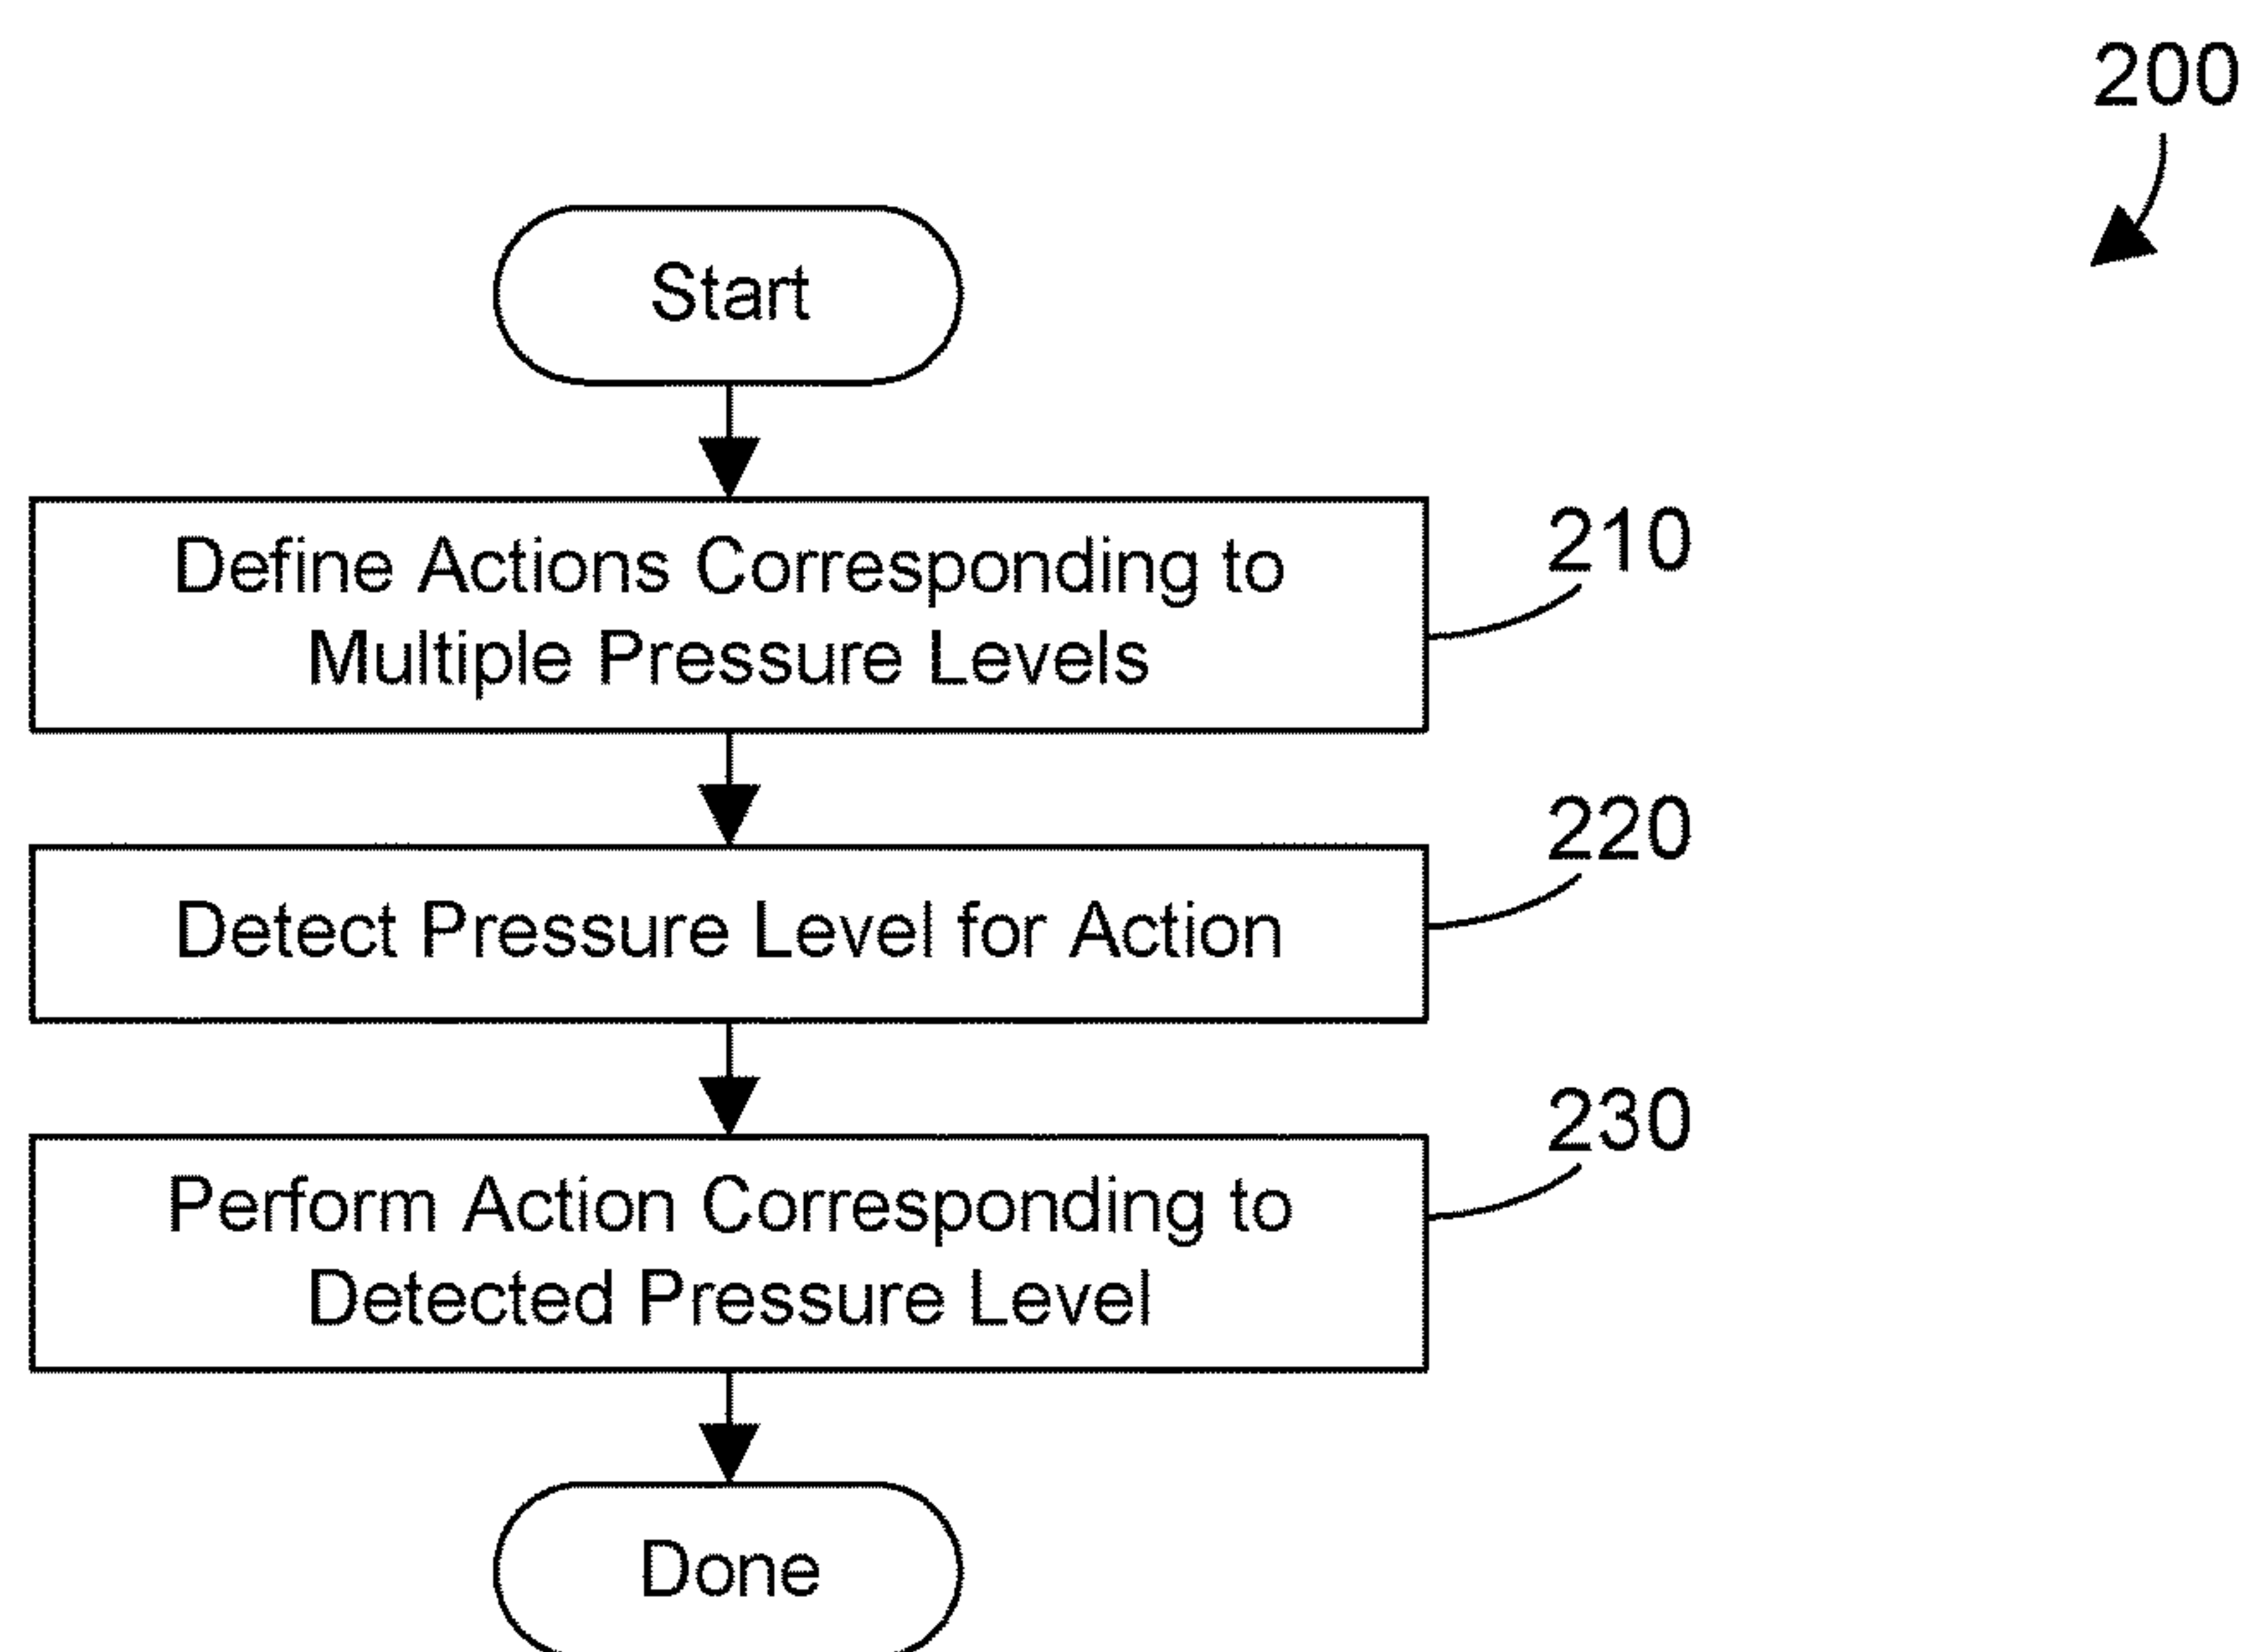 200
Start
Define Actions Corresponding to
Multiple Pressure Levels
210
Detect Pressure Level for Action
220
Perform Action Corresponding to
Detected Pressure Level
230
Done